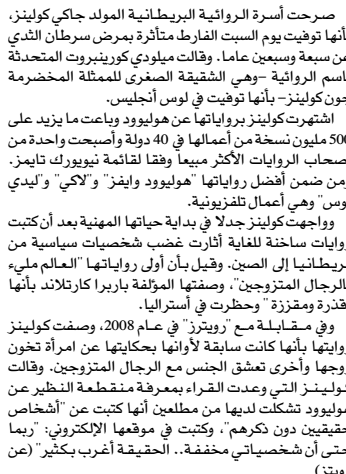 صرحت أسرة الروائية البريطانية المولد جاكي كولينز،
بأنها توفيت يوم السبت الفارط متأثرة بمرض سرطان الثدي
عن سبعة وسبعين عاما. وقالت ميلودي كورينبروت المتحدثة
باسم الروائية –وهي الشقيقة الصغرى للممثلة المخضرمة
جون كولينز– بأنها توفيت في لوس أنجليس.
اشتهرت كولينز برواياتها عن هوليوود وباعت ما يزيد على
500 مليون نسخة من أعمالها في 40 دولة وأصبحت واحدة من
أصحاب الروايات الأكثر مبيعا وفقا لقائمة نيويورك تايمز.
ومن ضمن أفضل رواياتها "هوليوود وايفز" و"لاكي" و"ليدي
بوس" وهي أعمال تلفزيونية.
وواجهت كولينز جدلا في بداية حياتها المهنية بعد أن كتبت
روايات ساخنة للغاية أثارت غضب شخصيات سياسية من
بريطانيا إلى الصين. وقيل بأن أولى رواياتها "العالم مليء
بالرجال المتزوجين"، وصفتها المؤلفة باربرا كارتلاند بأنها
"قذرة ومقززة" وحظرت في أستراليا.
وفي مقابلة مع "رويترز" في عام 2008، وصفت كولينز
روايتها بأنها كانت سابقة لأوانها بحكايتها عن امرأة تخون
زوجها وأخرى تعشق الجنس مع الرجال المتزوجين. وقالت
كولينز التي وعدت القراء بمعرفة منقطعة النظير عن
هوليوود تشكلت لديها من مطلعين أنها كتبت عن "أشخاص
حقيقيين دون ذكرهم"، وكتبت في موقعها الإلكتروني: "ربما
حتى أن شخصياتي مخففة.. الحقيقة أغرب بكثير" (عن
رويترز)